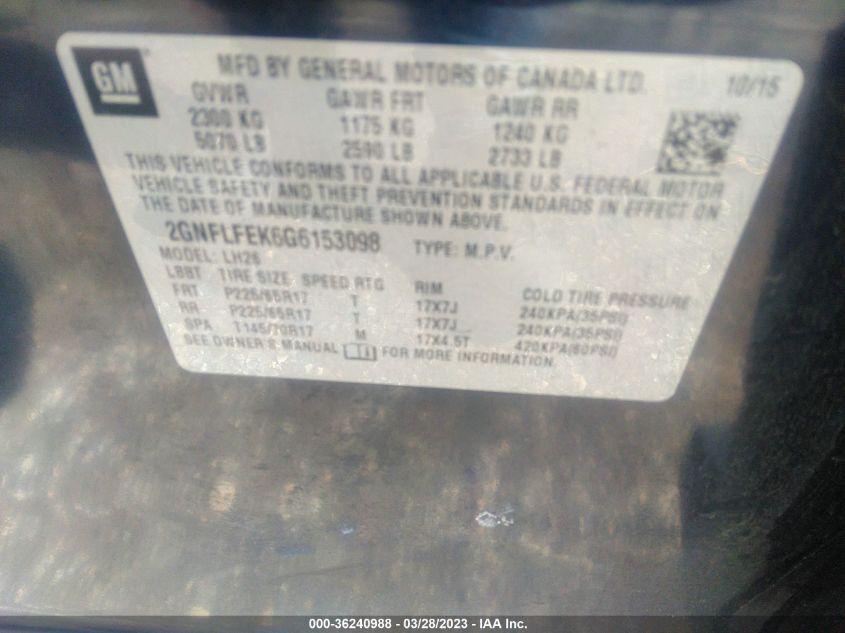 GM
MFD BY GENERAL MOTORS OF CANADA LTD. 10/15
GVWR GAWR FRT GAWR RR
2300 KG 1175 KG 1240 KG
5070 LB 2590 LB 2733 LB
THIS VEHICLE CONFORMS TO ALL APPLICABLE U.S. FEDERAL MOTOR
VEHICLE SAFETY AND THEFT PREVENTION STANDARDS IN EFFECT ON
THE DATE OF MANUFACTURE SHOWN ABOVE.
2GNFLFEK6G6153098 TYPE: M.P.V.
MODEL: LH26
LBBT TIRE SIZE SPEED RTG RIM COLD TIRE PRESSURE
FRT P225/65R17 T 17X7J 240KPA(35PSI)
RR P225/65R17 T 17X7J 240KPA(35PSI)
SPA T145/70R17 M 17X4.5T 420KPA(60PSI)
SEE OWNER'S MANUAL FOR MORE INFORMATION.
000-36240988 - 03/28/2023 - IAA Inc.